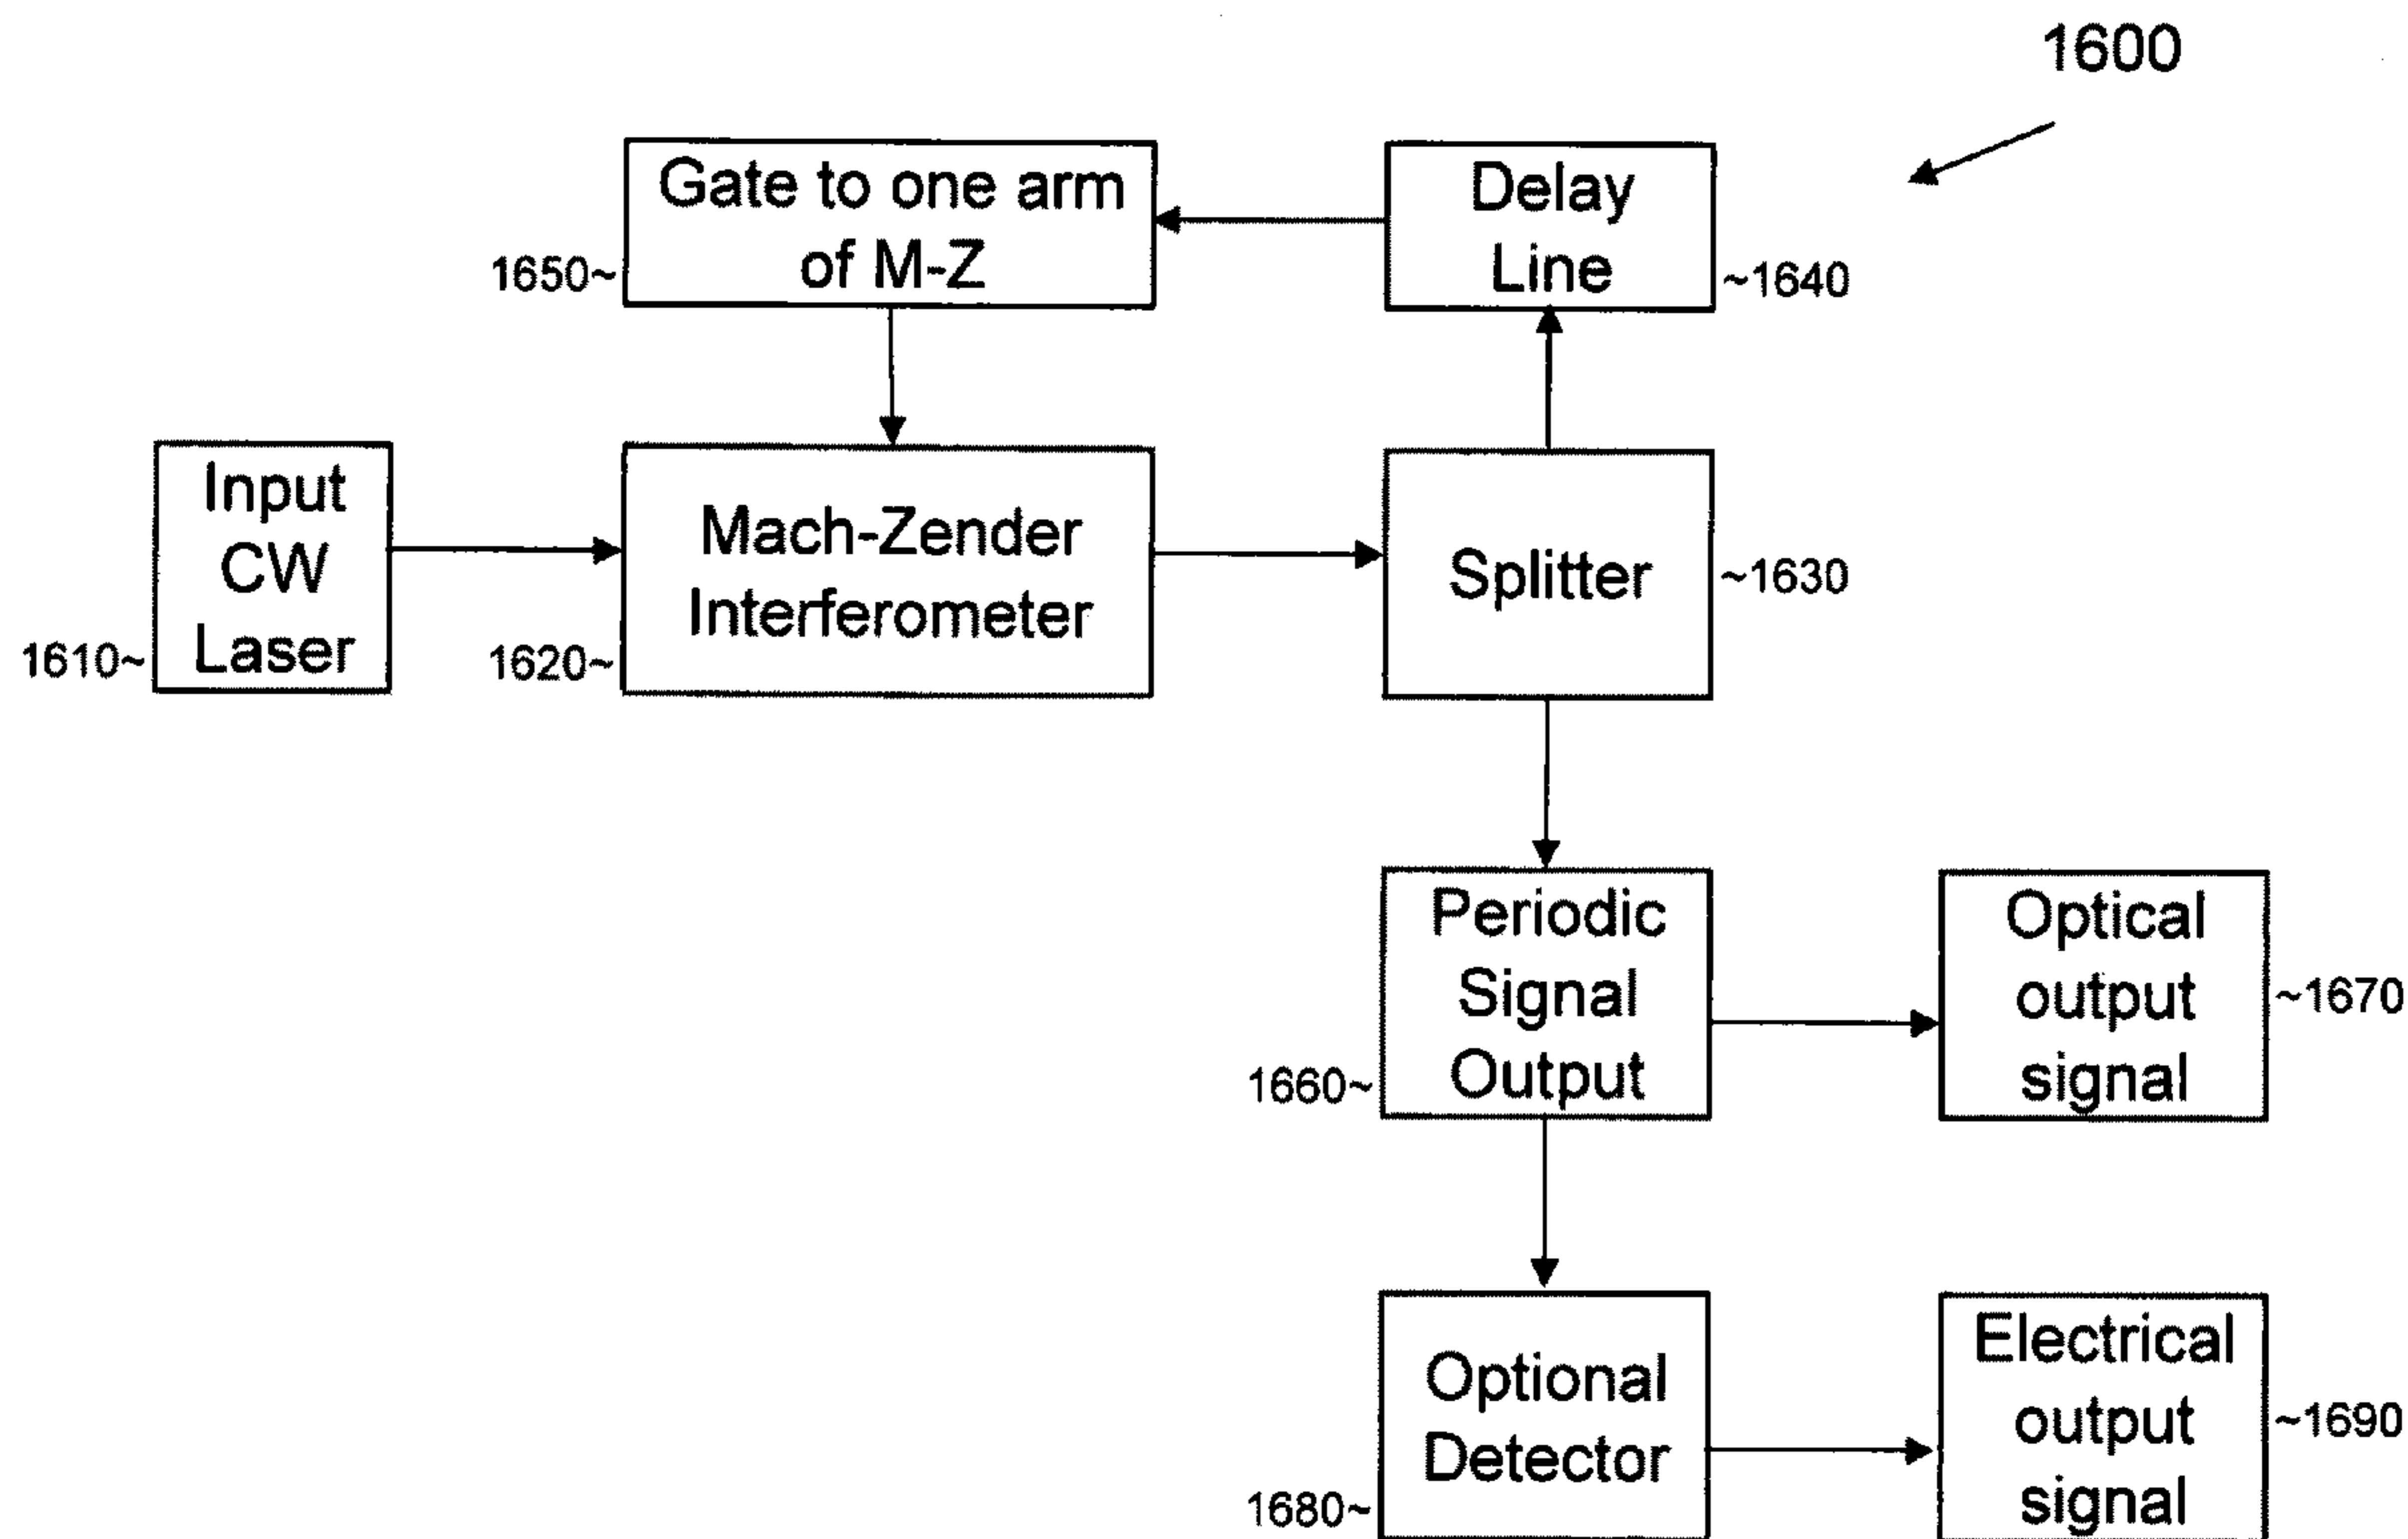 1600
Gate to one arm
of M-Z
1650~
Delay
Line
~1640
Input
CW
Laser
1610~
Mach-Zender
Interferometer
1620~
Splitter
~1630
Periodic
Signal
Output
1660~
Optical
output
signal
~1670
Optional
Detector
1680~
Electrical
output
signal
~1690